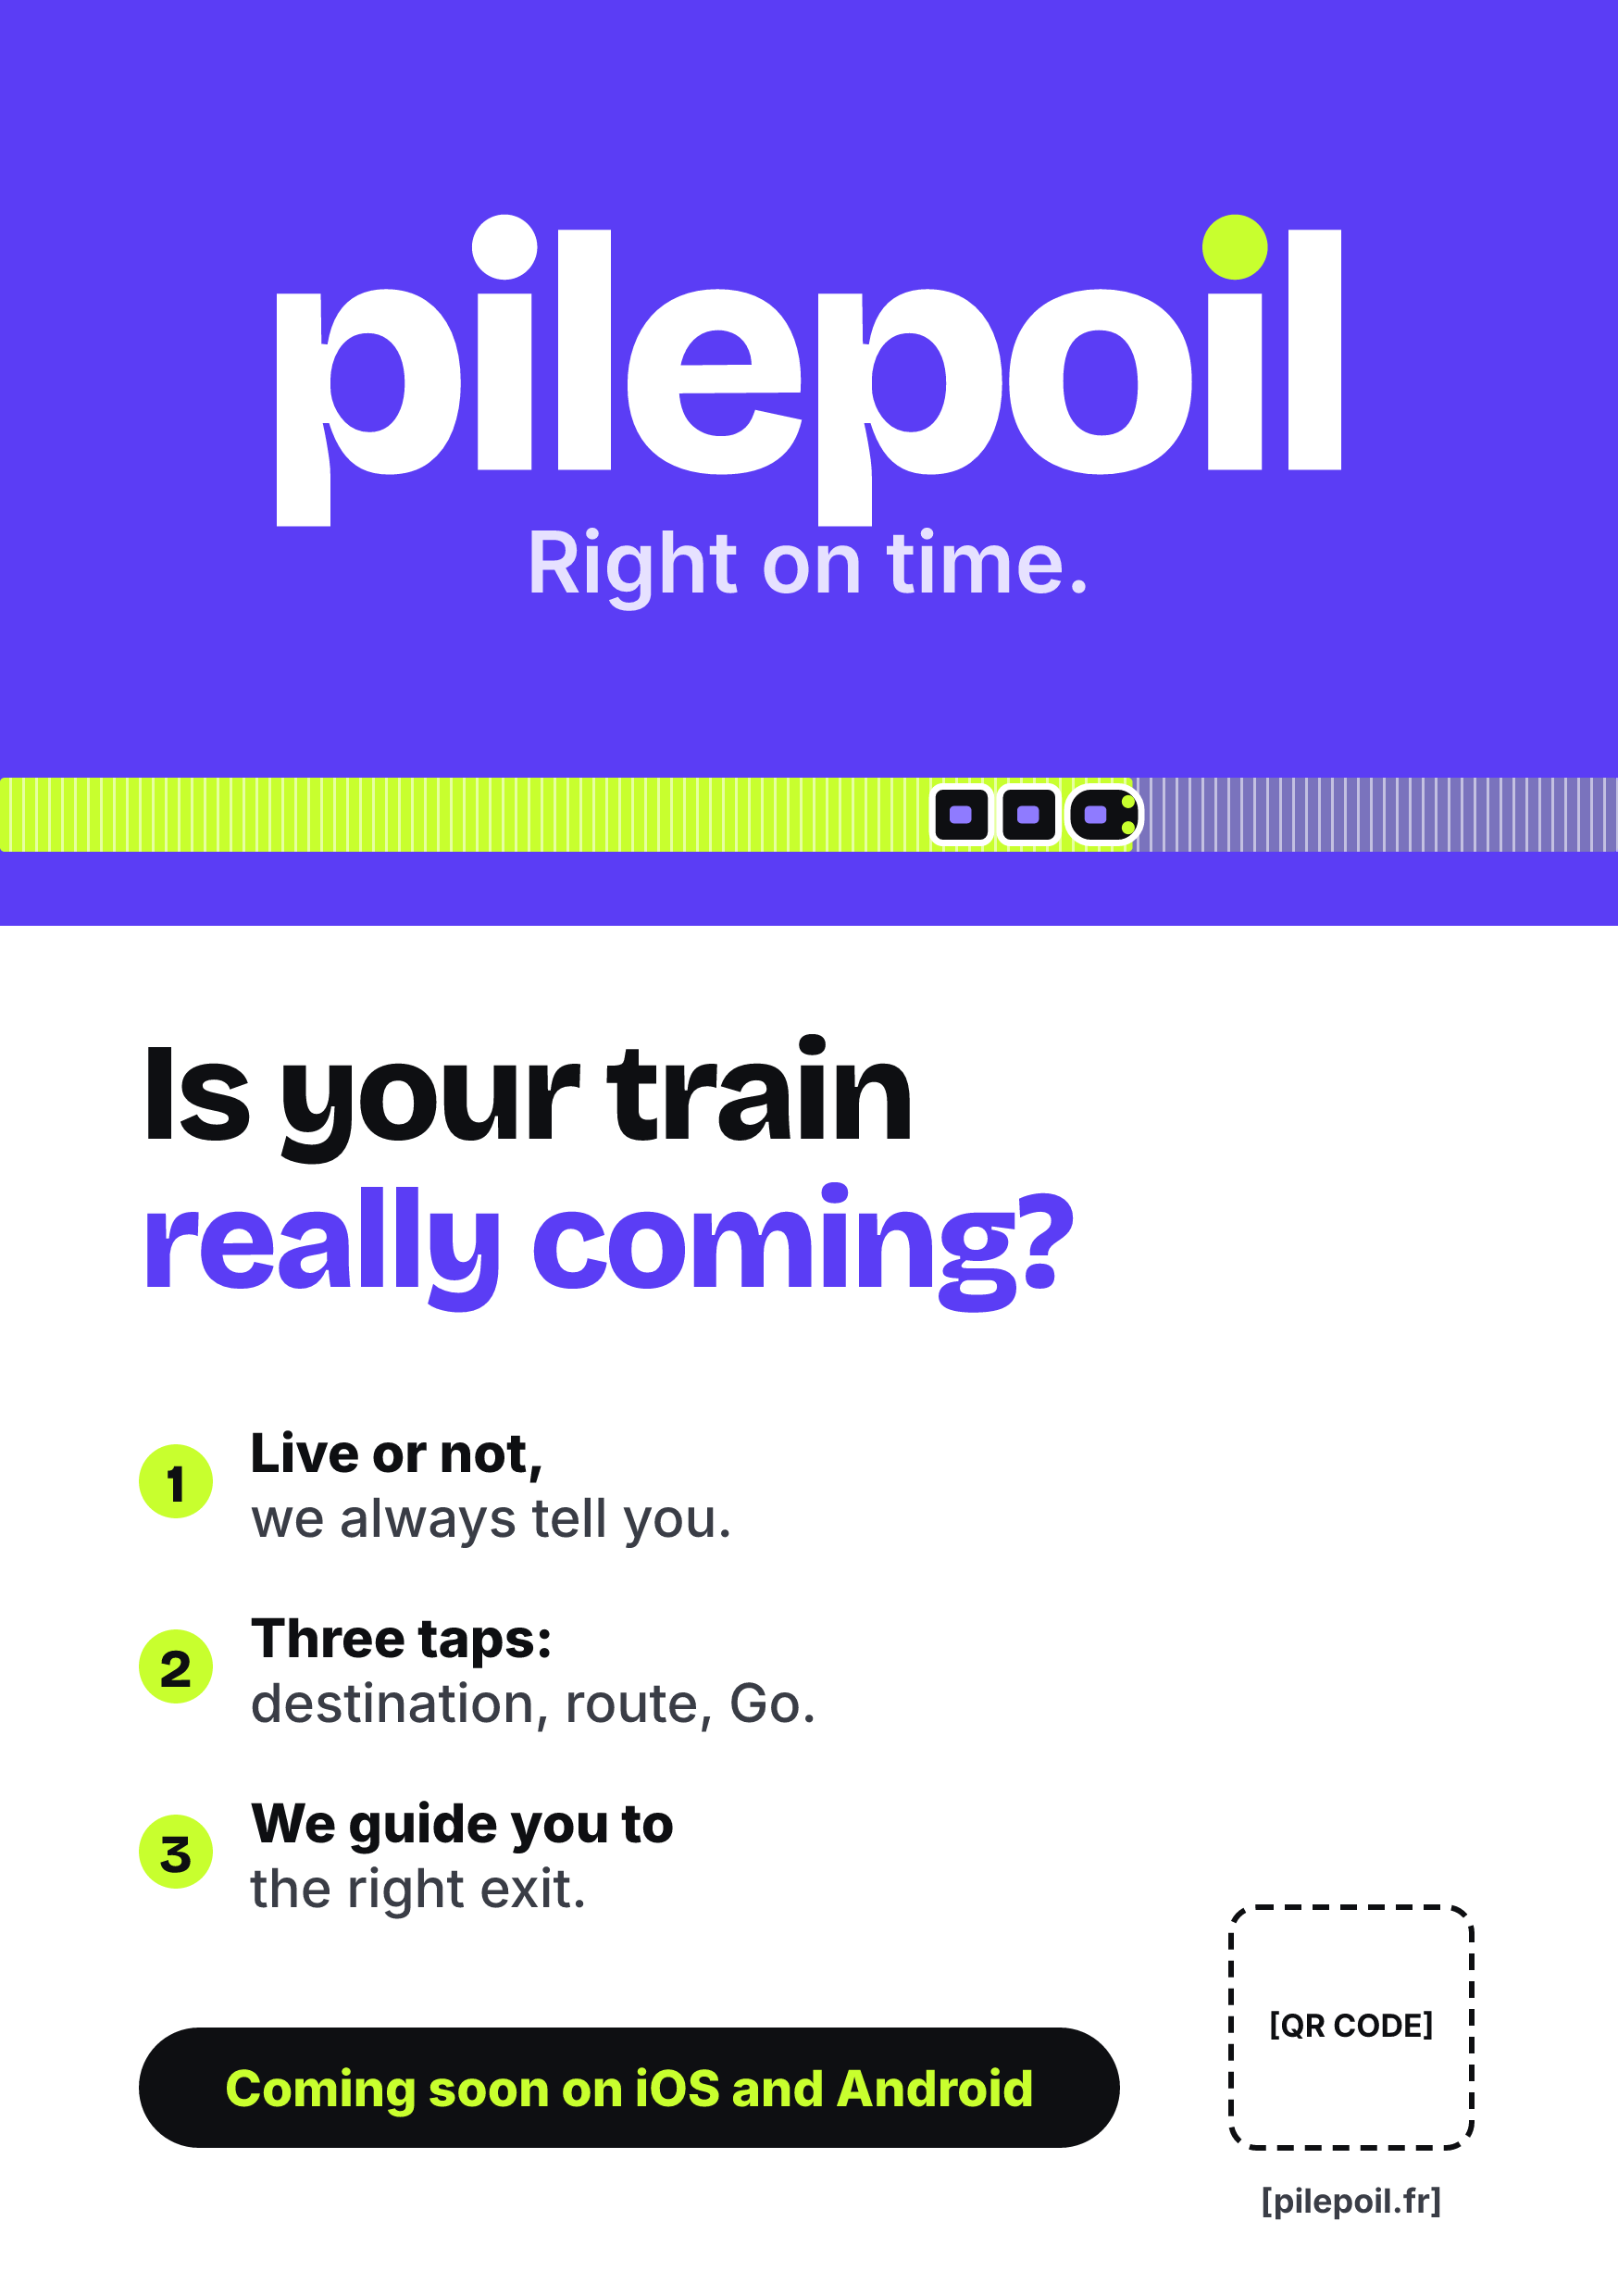 pilepoil
Right on time.
Is your train
really coming?
1
Live or not,
we always tell you.
2
Three taps:
destination, route, Go.
3
We guide you to
the right exit.
Coming soon on iOS and Android
[QR CODE]
[pilepoil.fr]